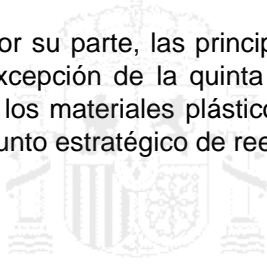 or su parte, las princip
xcepción de la quinta
los materiales plástico
unto estratégico de ree